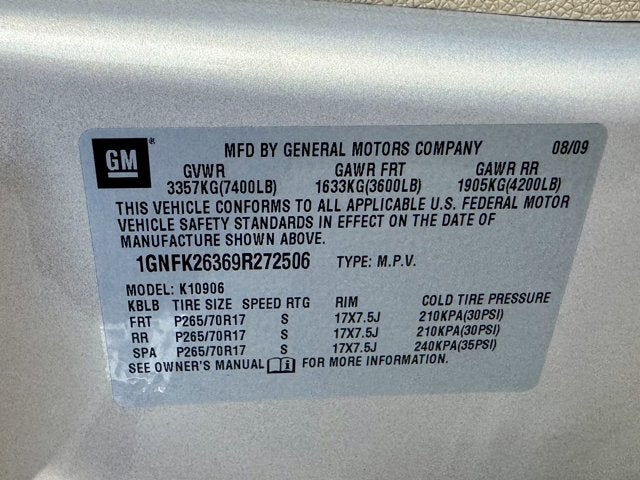 GM ® MFD BY GENERAL MOTORS COMPANY 08/09
GVWR GAWR FRT GAWR RR
3357KG(7400LB) 1633KG(3600LB) 1905KG(4200LB)
THIS VEHICLE CONFORMS TO ALL APPLICABLE U.S. FEDERAL MOTOR
VEHICLE SAFETY STANDARDS IN EFFECT ON THE DATE OF
MANUFACTURE SHOWN ABOVE.
1GNFK26369R272506 TYPE: M.P.V.
MODEL: K10906
KBLB TIRE SIZE SPEED RTG RIM COLD TIRE PRESSURE
FRT P265/70R17 S 17X7.5J 210KPA(30PSI)
RR P265/70R17 S 17X7.5J 210KPA(30PSI)
SPA P265/70R17 S 17X7.5J 240KPA(35PSI)
SEE OWNER'S MANUAL FOR MORE INFORMATION.